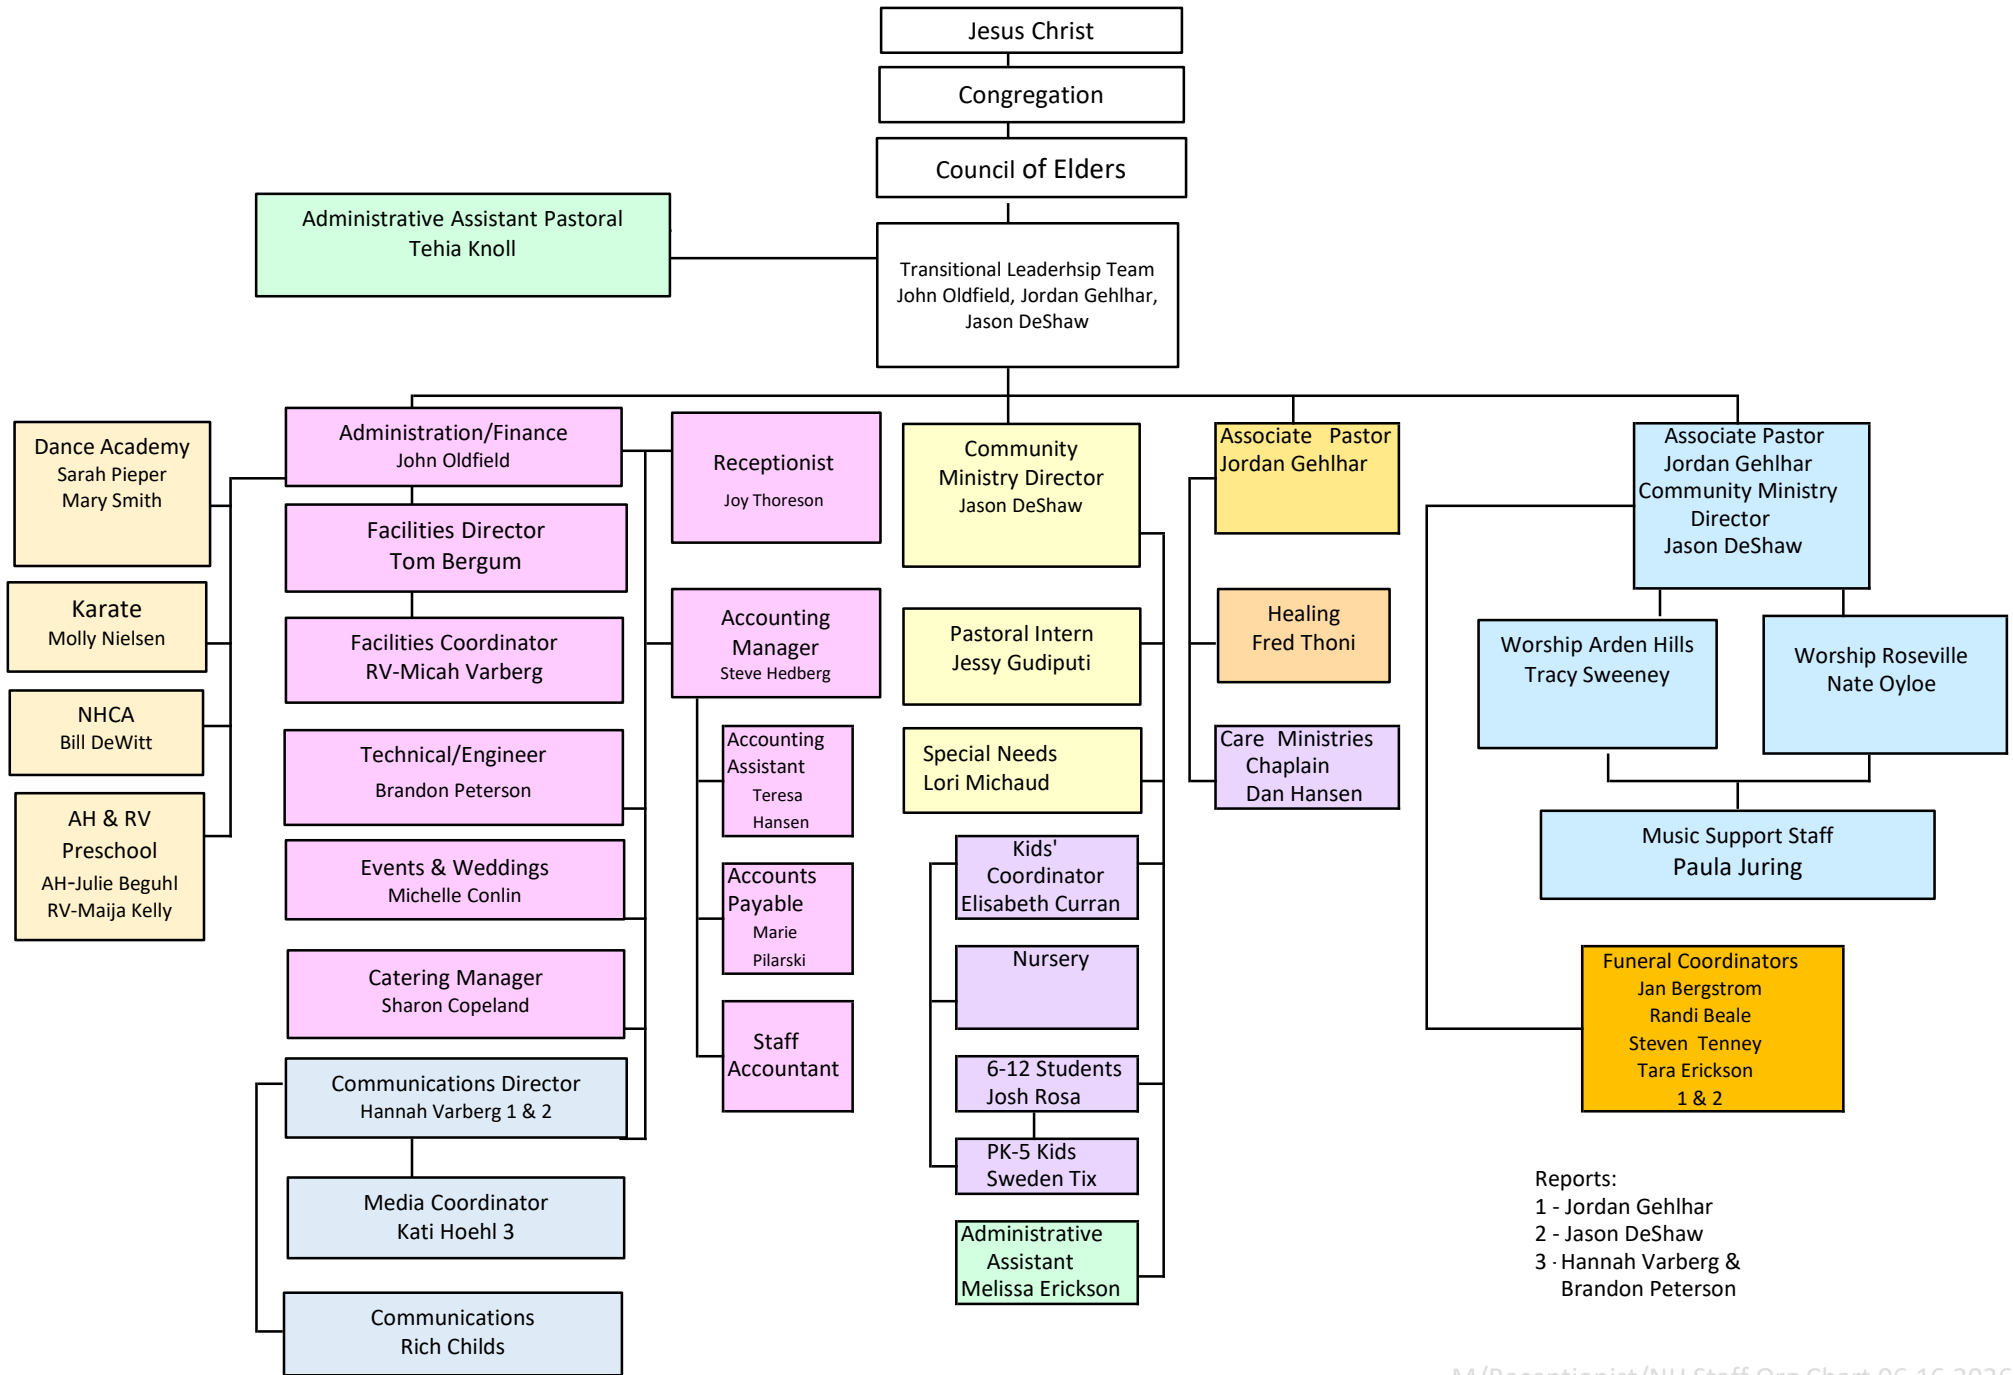 Jesus Christ
Congregation
Council of Elders
Administrative Assistant Pastoral
Tehia Knoll
Transitional Leaderhsip Team
John Oldfield, Jordan Gehlhar,
Jason DeShaw
Dance Academy
Sarah Pieper
Mary Smith
Karate
Molly Nielsen
NHCA
Bill DeWitt
AH & RV
Preschool
AH-Julie Beguhl
RV-Maija Kelly
Administration/Finance
John Oldfield
Facilities Director
Tom Bergum
Facilities Coordinator
RV-Micah Varberg
Technical/Engineer
Brandon Peterson
Events & Weddings
Michelle Conlin
Catering Manager
Sharon Copeland
Communications Director
Hannah Varberg 1 & 2
Media Coordinator
Kati Hoehl 3
Communications
Rich Childs
Receptionist
Joy Thoreson
Accounting
Manager
Steve Hedberg
Accounting
Assistant
Teresa
Hansen
Accounts
Payable
Marie
Pilarski
Staff
Accountant
Community
Ministry Director
Jason DeShaw
Pastoral Intern
Jessy Gudiputi
Special Needs
Lori Michaud
Kids'
Coordinator
Elisabeth Curran
Nursery
6-12 Students
Josh Rosa
PK-5 Kids
Sweden Tix
Administrative
Assistant
Melissa Erickson
Associate Pastor
Jordan Gehlhar
Healing
Fred Thoni
Care Ministries
Chaplain
Dan Hansen
Associate Pastor
Jordan Gehlhar
Community Ministry
Director
Jason DeShaw
Worship Arden Hills
Tracy Sweeney
Worship Roseville
Nate Oyloe
Music Support Staff
Paula Juring
Funeral Coordinators
Jan Bergstrom
Randi Beale
Steven Tenney
Tara Erickson
1 & 2
Reports:
1 - Jordan Gehlhar
2 - Jason DeShaw
3 - Hannah Varberg &
Brandon Peterson
M/Receptionist/NH Staff Org Chart 06-16-2026